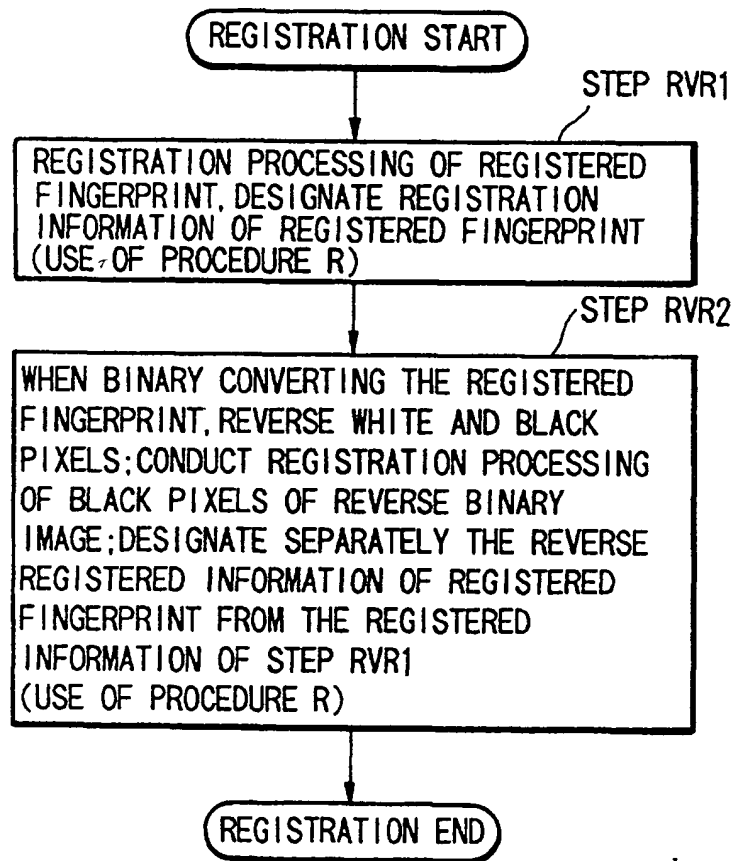 REGISTRATION START
STEP RVR1
REGISTRATION PROCESSING OF REGISTERED
FINGERPRINT, DESIGNATE REGISTRATION
INFORMATION OF REGISTERED FINGERPRINT
(USE OF PROCEDURE R)
STEP RVR2
WHEN BINARY CONVERTING THE REGISTERED
FINGERPRINT, REVERSE WHITE AND BLACK
PIXELS; CONDUCT REGISTRATION PROCESSING
OF BLACK PIXELS OF REVERSE BINARY
IMAGE; DESIGNATE SEPARATELY THE REVERSE
REGISTERED INFORMATION OF REGISTERED
FINGERPRINT FROM THE REGISTERED
INFORMATION OF STEP RVR1
(USE OF PROCEDURE R)
REGISTRATION END